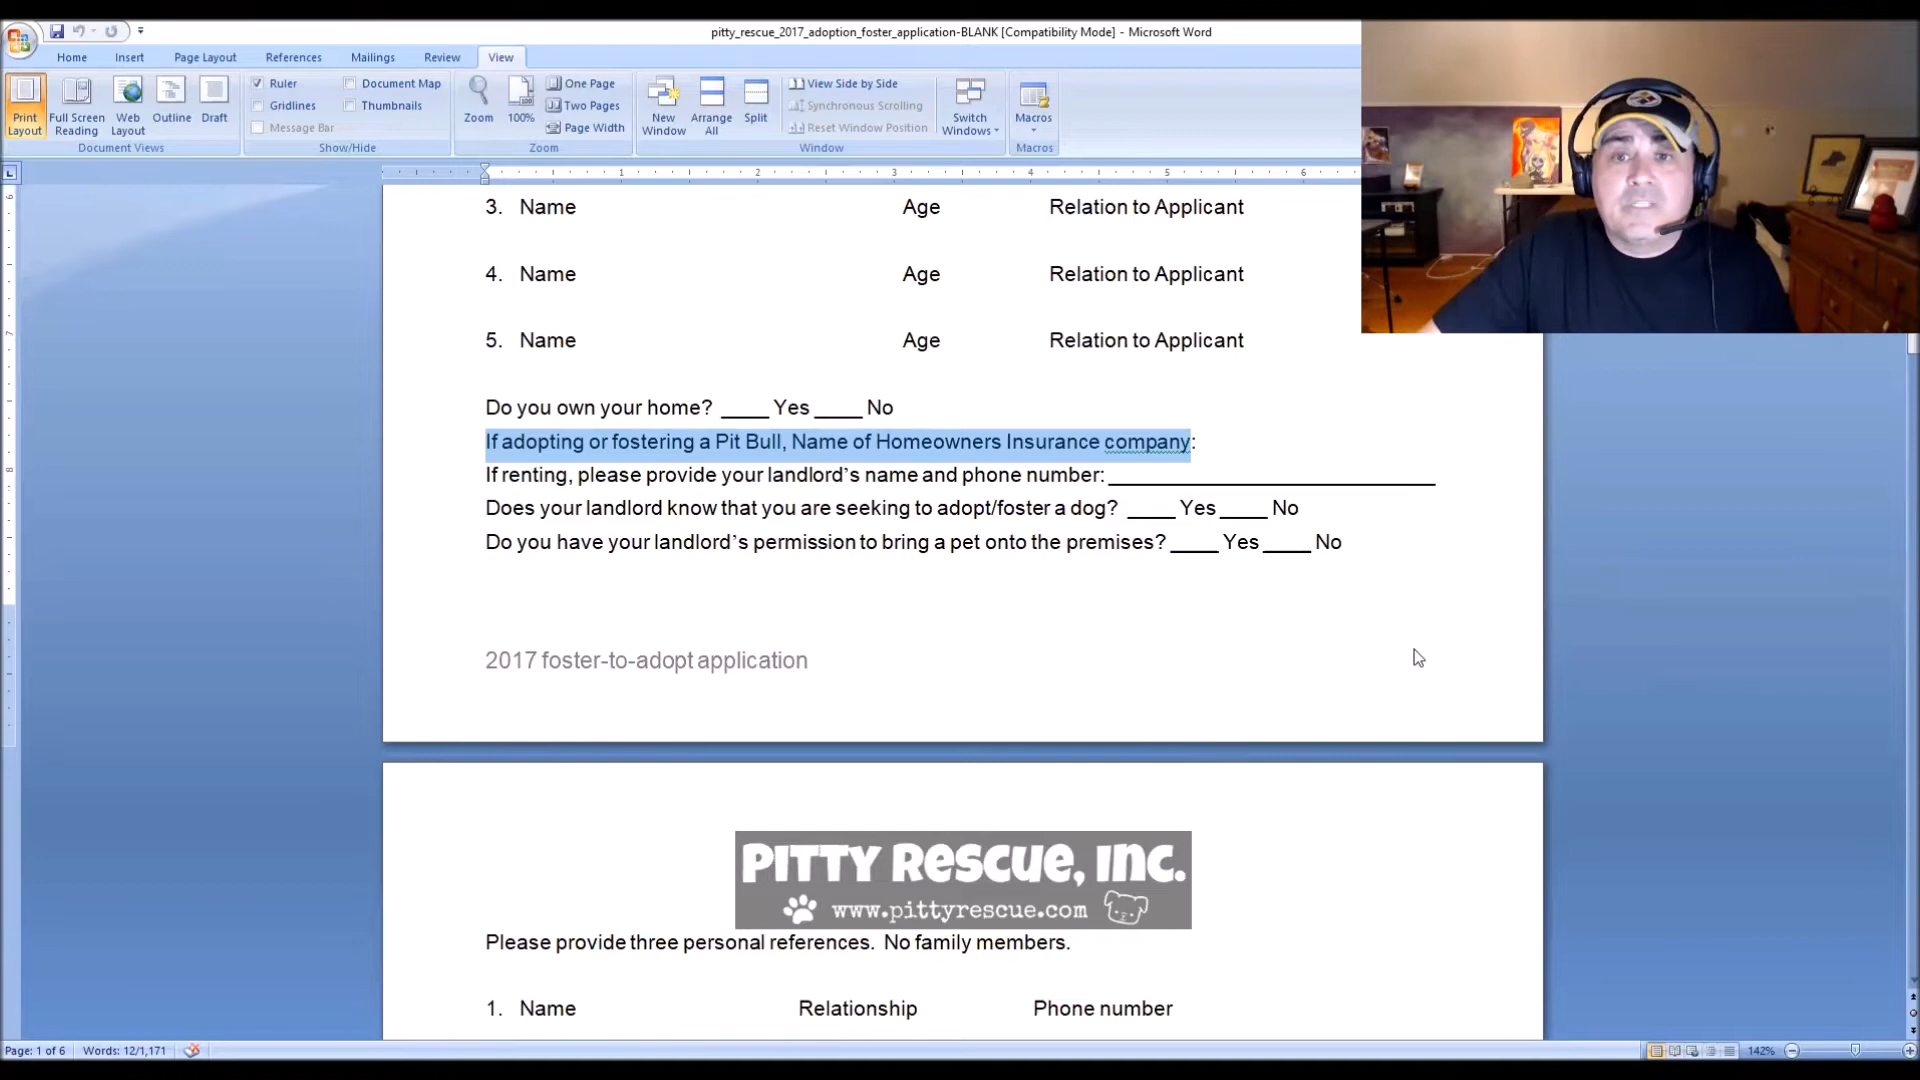 pitty_rescue_2017_adoption_foster_application-BLANK [Compatibility Mode] - Microsoft Word
Home Insert Page Layout References Mailings Review View
Print Layout
Full Screen Reading
Web Layout
Outline
Draft
Document Views
Ruler
Gridlines
Message Bar
Document Map
Thumbnails
Show/Hide
Zoom
100%
One Page
Two Pages
Page Width
Zoom
New Window
Arrange All
Split
View Side by Side
Synchronous Scrolling
Reset Window Position
Switch Windows
Window
Macros
Macros
1 2 3 4 5 6
3. Name Age Relation to Applicant
4. Name Age Relation to Applicant
5. Name Age Relation to Applicant
Do you own your home? ____ Yes ____ No
If adopting or fostering a Pit Bull, Name of Homeowners Insurance company:
If renting, please provide your landlord’s name and phone number: ___________________________
Does your landlord know that you are seeking to adopt/foster a dog? ____ Yes ____ No
Do you have your landlord’s permission to bring a pet onto the premises? ____ Yes ____ No
2017 foster-to-adopt application
PITTY RESCUE, INC.
www.pittyrescue.com
Please provide three personal references. No family members.
1. Name Relationship Phone number
Page: 1 of 6 Words: 12/1,171 142%